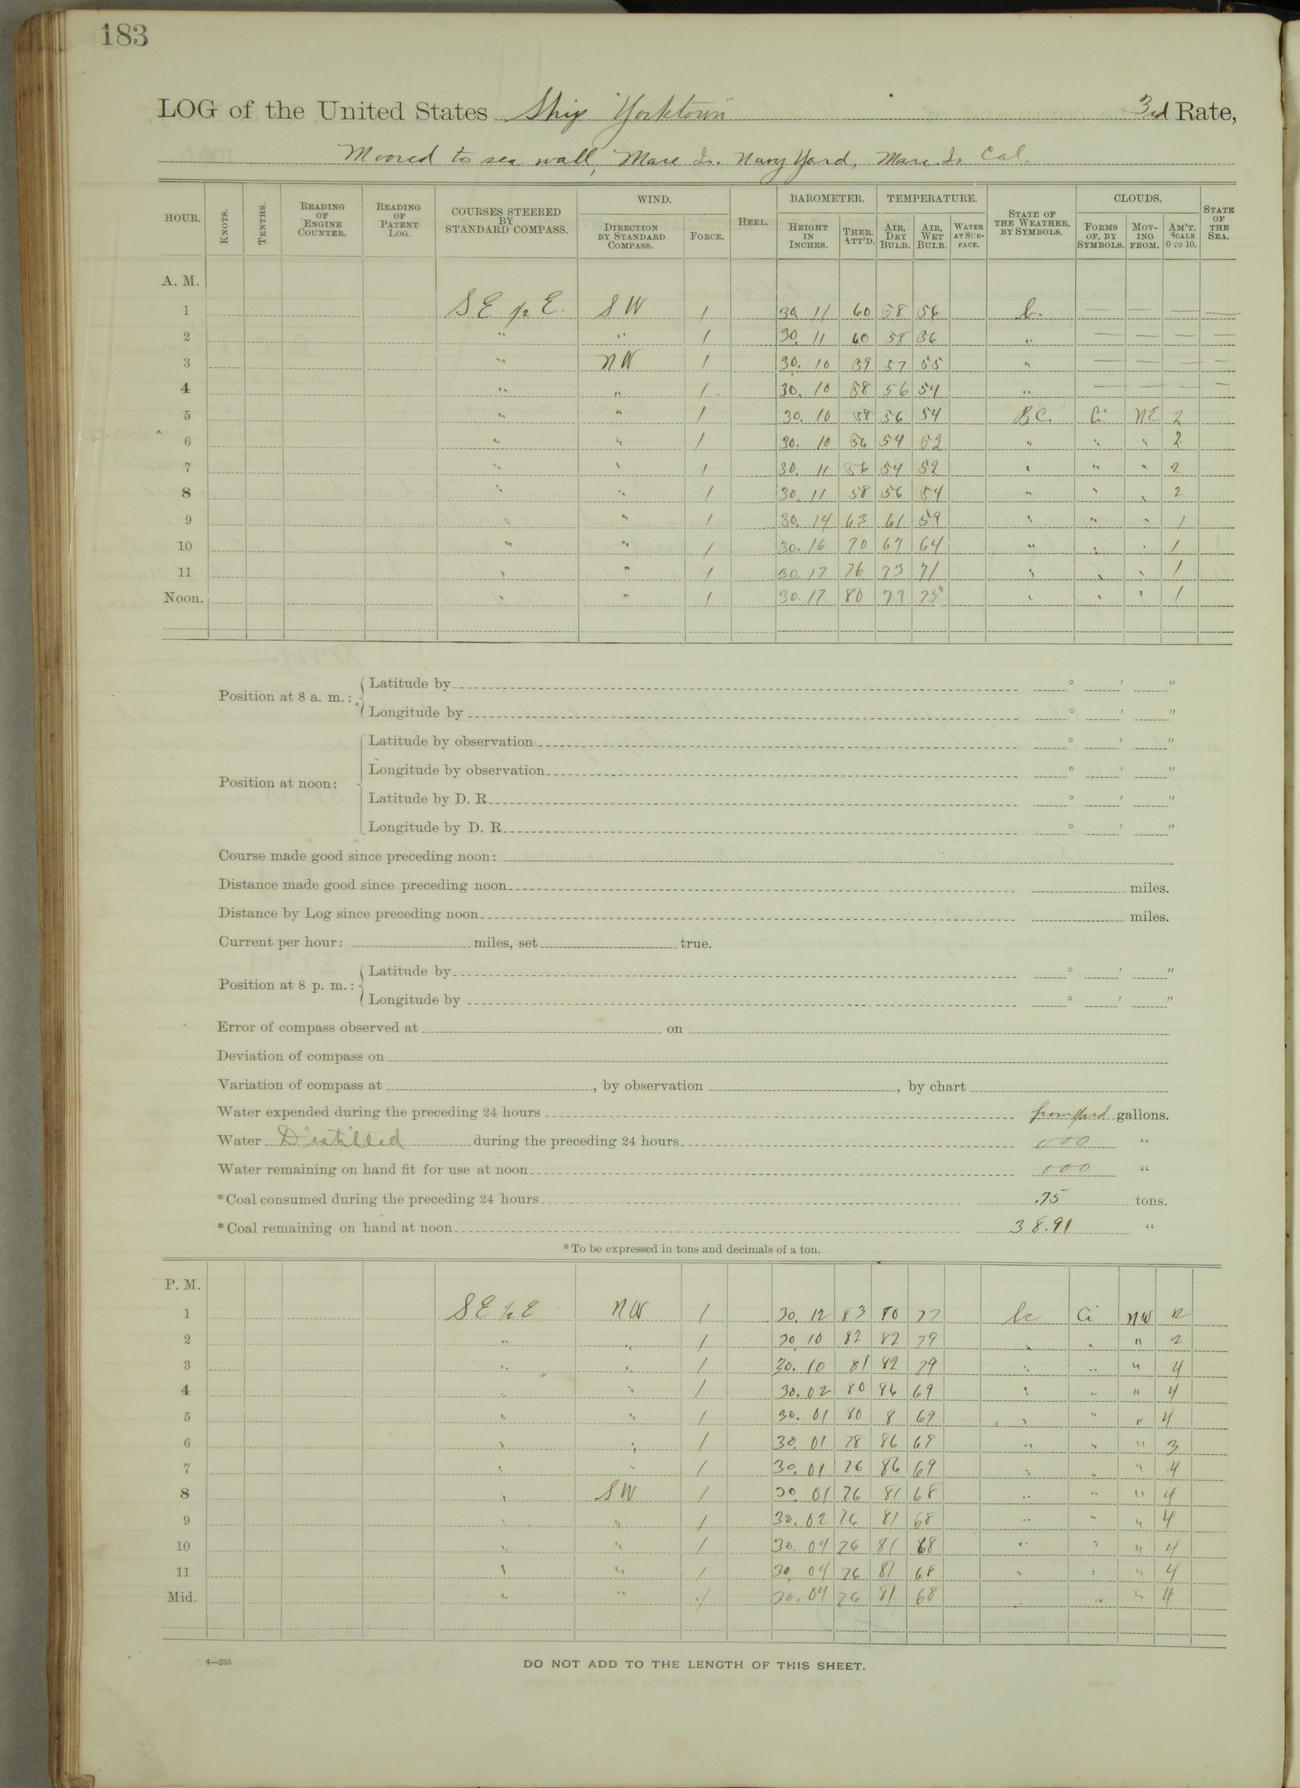 183
LOG of the United States Ship "Yorktown" 3rd Rate,
Moored to sea wall, Mare Is. Navy Yard, Mare Is Cal.
HOUR. KNOTS. TENTHS. READING OF ENGINE COUNTER. READING OF PATENT LOG. COURSES STEERED BY STANDARD COMPASS. WIND. DIRECTION BY STANDARD COMPASS. FORCE. HEEL. BAROMETER. HEIGHT IN INCHES. THER. ATT'D. TEMPERATURE. AIR, DRY BULB. AIR, WET BULB. WATER AT SURFACE. STATE OF THE WEATHER, BY SYMBOLS. CLOUDS. FORMS OF, BY SYMBOLS. MOVING FROM. AM'T. SCALE 0 TO 10. STATE OF THE SEA.
A. M.
1 SE ½ E. SW 1 30 11 60 58 56 b. — — — —
2 " " 1 30. 11 60 58 56 " — — — —
3 " NW 1 30. 10 59 57 55 " — — — —
4 " " 1 30. 10 58 56 54 " — — — —
5 " " 1 30. 10 58 56 54 BC. Ci NE 2
6 " " 1 30. 10 56 54 52 " " " 2
7 " " 1 30. 11 56 54 52 " " " 2
8 " " 1 30. 11 58 56 54 " " " 2
9 " " 1 30. 14 63 61 59 " " " 1
10 " " 1 30. 16 70 67 64 " " " 1
11 " " 1 30. 17 76 73 71 " " " 1
Noon. " " 1 30. 17 80 77 75 " " " 1
Position at 8 a. m.: Latitude by ° ' "
Longitude by ° ' "
Position at noon: Latitude by observation ° ' "
Longitude by observation ° ' "
Latitude by D. R. ° ' "
Longitude by D. R. ° ' "
Course made good since preceding noon:
Distance made good since preceding noon miles.
Distance by Log since preceding noon miles.
Current per hour: miles, set true.
Position at 8 p. m.: Latitude by ° ' "
Longitude by ° ' "
Error of compass observed at on
Deviation of compass on
Variation of compass at , by observation , by chart
Water expended during the preceding 24 hours from yard gallons.
Water Distilled during the preceding 24 hours 000 "
Water remaining on hand fit for use at noon 000 "
*Coal consumed during the preceding 24 hours .75 tons.
*Coal remaining on hand at noon 38.91 "
*To be expressed in tons and decimals of a ton.
P. M.
1 SE ½ E NW 1 30. 12 83 80 77 bc Ci NW 2
2 " " 1 30 10 82 82 79 " " " 2
3 " " 1 30. 10 81 82 79 " " " 4
4 " " 1 30. 02 80 86 69 " " " 4
5 " " 1 30. 01 80 8 69 " " " 4
6 " " 1 30. 01 78 86 69 " " " 3
7 " " 1 30. 01 76 86 69 " " " 4
8 " SW 1 30. 01 76 81 68 " " " 4
9 " " 1 30. 02 76 81 68 " " " 4
10 " " 1 30. 04 76 81 68 " " " 4
11 " " 1 30. 04 76 81 68 " " " 4
Mid. " " 1 30. 04 76 81 68 " " " 4
4—265
DO NOT ADD TO THE LENGTH OF THIS SHEET.